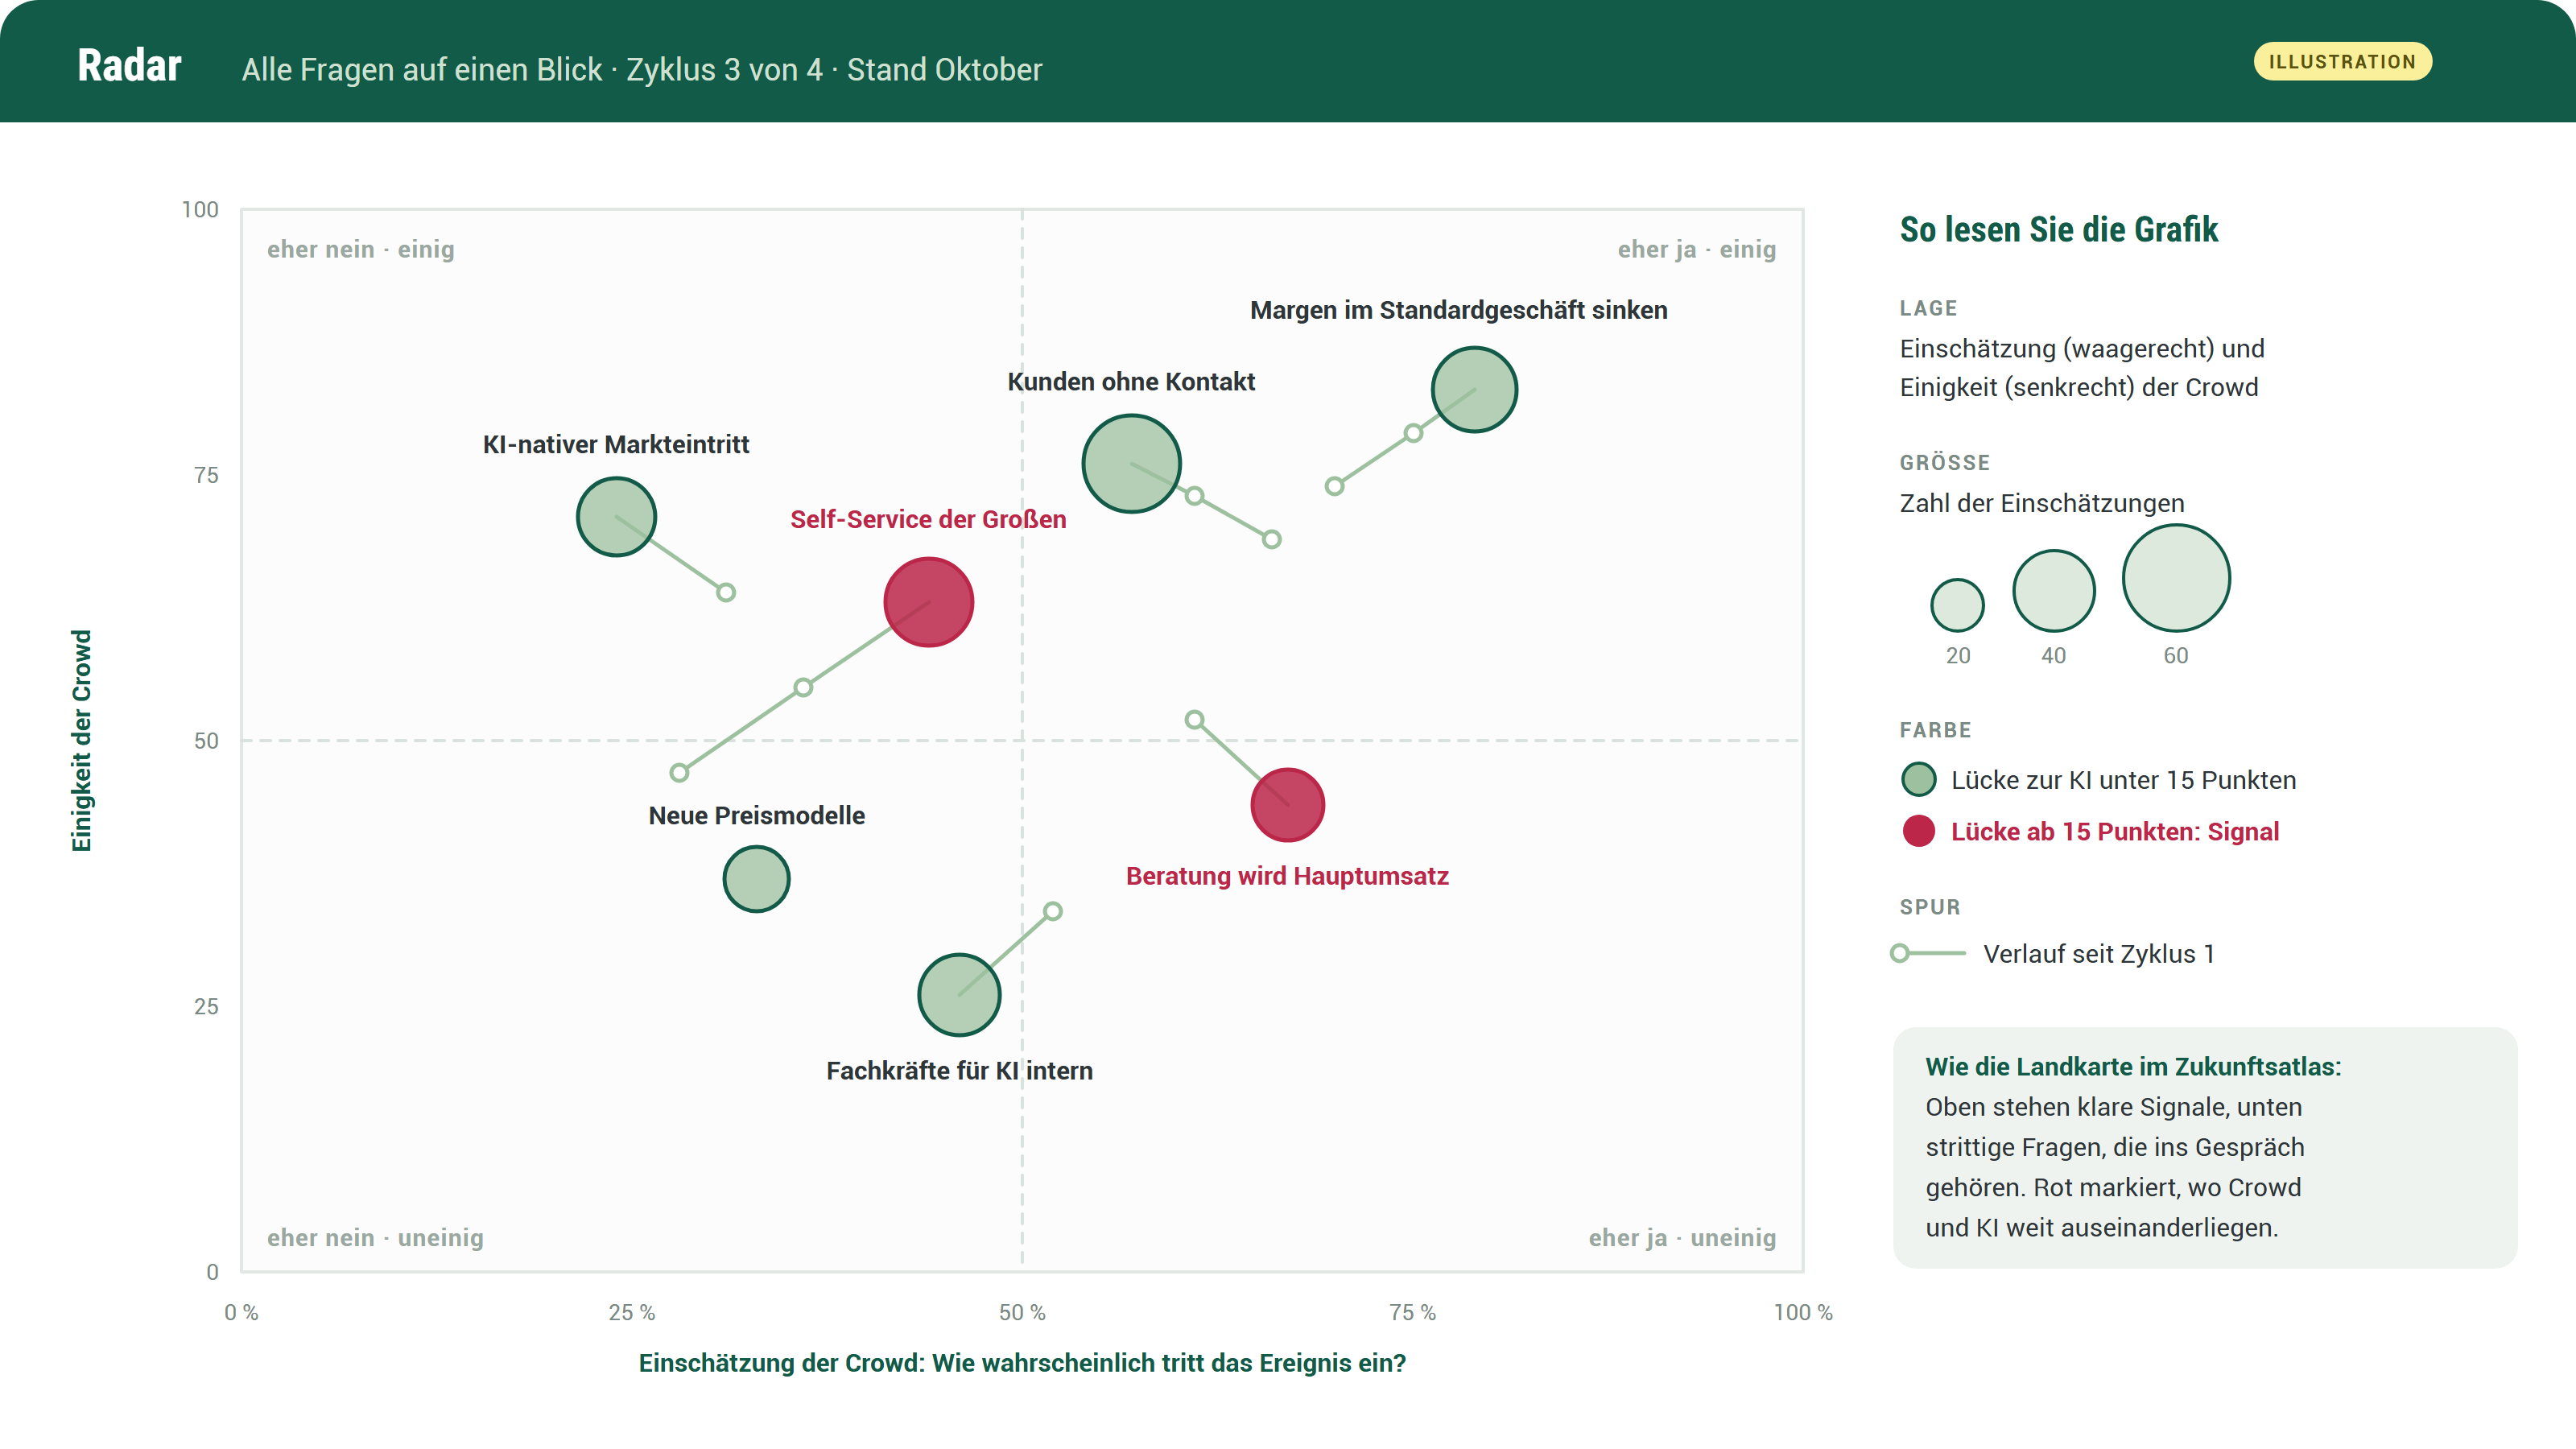 Radar
Alle Fragen auf einen Blick · Zyklus 3 von 4 · Stand Oktober
ILLUSTRATION
Einigkeit der Crowd
100
75
50
25
0
eher nein · einig
eher ja · einig
Margen im Standardgeschäft sinken
Kunden ohne Kontakt
KI-nativer Markteintritt
Self-Service der Großen
Neue Preismodelle
Beratung wird Hauptumsatz
Fachkräfte für KI intern
eher nein · uneinig
eher ja · uneinig
0 %
25 %
50 %
75 %
100 %
Einschätzung der Crowd: Wie wahrscheinlich tritt das Ereignis ein?
So lesen Sie die Grafik
LAGE
Einschätzung (waagerecht) und
Einigkeit (senkrecht) der Crowd
GRÖSSE
Zahl der Einschätzungen
20
40
60
FARBE
Lücke zur KI unter 15 Punkten
Lücke ab 15 Punkten: Signal
SPUR
Verlauf seit Zyklus 1
Wie die Landkarte im Zukunftsatlas:
Oben stehen klare Signale, unten
strittige Fragen, die ins Gespräch
gehören. Rot markiert, wo Crowd
und KI weit auseinanderliegen.